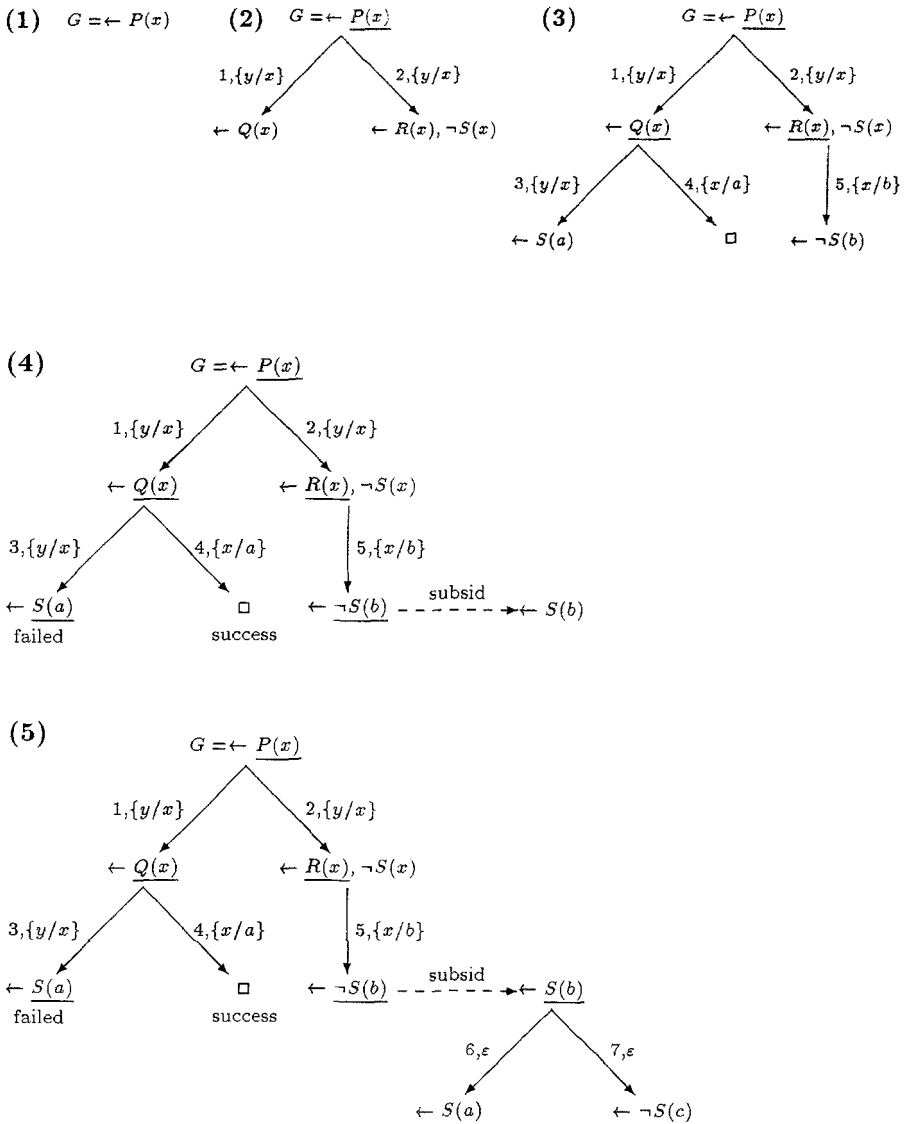 (1) G = ← P(x)
(2) G = ← P(x)
1,{y/x} 2,{y/x}
← Q(x) ← R(x), ¬S(x)
(3) G = ← P(x)
1,{y/x} 2,{y/x}
← Q(x) ← R(x), ¬S(x)
3,{y/x} 4,{x/a} 5,{x/b}
← S(a) □ ← ¬S(b)
(4)
G = ← P(x)
1,{y/x} 2,{y/x}
← Q(x) ← R(x), ¬S(x)
3,{y/x} 4,{x/a} 5,{x/b}
← S(a) □ ← ¬S(b) subsid ← S(b)
failed success
(5)
G = ← P(x)
1,{y/x} 2,{y/x}
← Q(x) ← R(x), ¬S(x)
3,{y/x} 4,{x/a} 5,{x/b}
← S(a) □ ← ¬S(b) subsid ← S(b)
failed success
6,ε 7,ε
← S(a) ← ¬S(c)